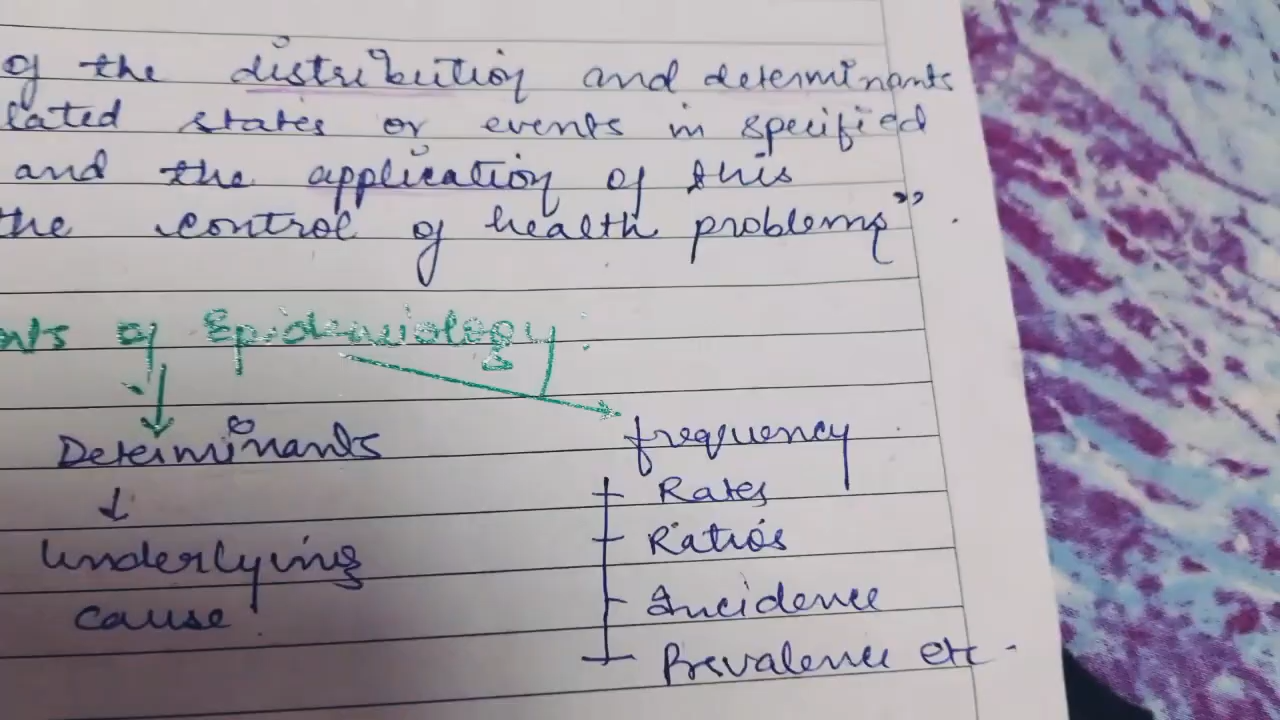 of the distribution and determinants
lated states or events in specified
and the application of this
the control of health problems”.
nts of Epidemiology.
Determinants
frequency
Rates
Ratios
underlying
cause
Incidence
Prevalence etc.